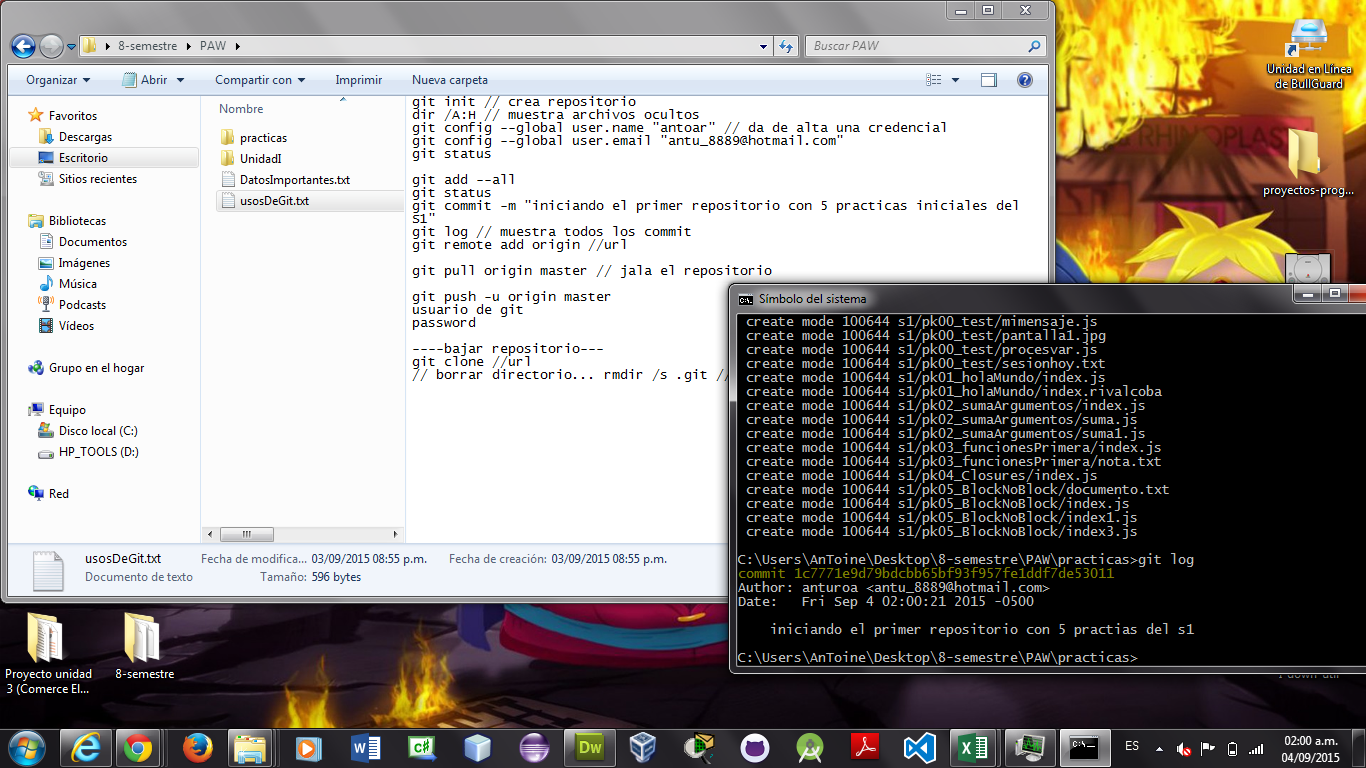 8-semestre ▸ PAW ▸
Buscar PAW
Organizar Abrir Compartir con Imprimir Nueva carpeta
Favoritos
Descargas
Escritorio
Sitios recientes
Bibliotecas
Documentos
Imágenes
Música
Podcasts
Vídeos
Grupo en el hogar
Equipo
Disco local (C:)
HP_TOOLS (D:)
Red
Nombre
practicas
UnidadI
DatosImportantes.txt
usosDeGit.txt
git init // crea repositorio
dir /A:H // muestra archivos ocultos
git config --global user.name "antoar" // da de alta una credencial
git config --global user.email "antu_8889@hotmail.com"
git status
git add --all
git status
git commit -m "iniciando el primer repositorio con 5 practicas iniciales del
s1"
git log // muestra todos los commit
git remote add origin //url
git pull origin master // jala el repositorio
git push -u origin master
usuario de git
password
----bajar repositorio---
git clone //url
// borrar directorio... rmdir /s .git //
usosDeGit.txt
Documento de texto
Fecha de modifica... 03/09/2015 08:55 p.m.
Tamaño: 596 bytes
Fecha de creación: 03/09/2015 08:55 p.m.
Símbolo del sistema
create mode 100644 s1/pk00_test/mimensaje.js
create mode 100644 s1/pk00_test/pantalla1.jpg
create mode 100644 s1/pk00_test/procesvar.js
create mode 100644 s1/pk00_test/sesionhoy.txt
create mode 100644 s1/pk01_holaMundo/index.js
create mode 100644 s1/pk01_holaMundo/index.rivalcoba
create mode 100644 s1/pk02_sumaArgumentos/index.js
create mode 100644 s1/pk02_sumaArgumentos/suma.js
create mode 100644 s1/pk02_sumaArgumentos/suma1.js
create mode 100644 s1/pk03_funcionesPrimera/index.js
create mode 100644 s1/pk03_funcionesPrimera/nota.txt
create mode 100644 s1/pk04_Closures/index.js
create mode 100644 s1/pk05_BlockNoBlock/documento.txt
create mode 100644 s1/pk05_BlockNoBlock/index.js
create mode 100644 s1/pk05_BlockNoBlock/index1.js
create mode 100644 s1/pk05_BlockNoBlock/index3.js
C:\Users\AnToine\Desktop\8-semestre\PAW\practicas>git log
commit 1c7771e9d79bdcbb65bf93f957fe1ddf7de53011
Author: anturoa <antu_8889@hotmail.com>
Date: Fri Sep 4 02:00:21 2015 -0500
iniciando el primer repositorio con 5 practias del s1
C:\Users\AnToine\Desktop\8-semestre\PAW\practicas>
Unidad en Línea
de BullGuard
RHINOPLAST
proyectos-prog...
Proyecto unidad
3 (Comerce El...
8-semestre
Dw
ES
02:00 a.m.
04/09/2015